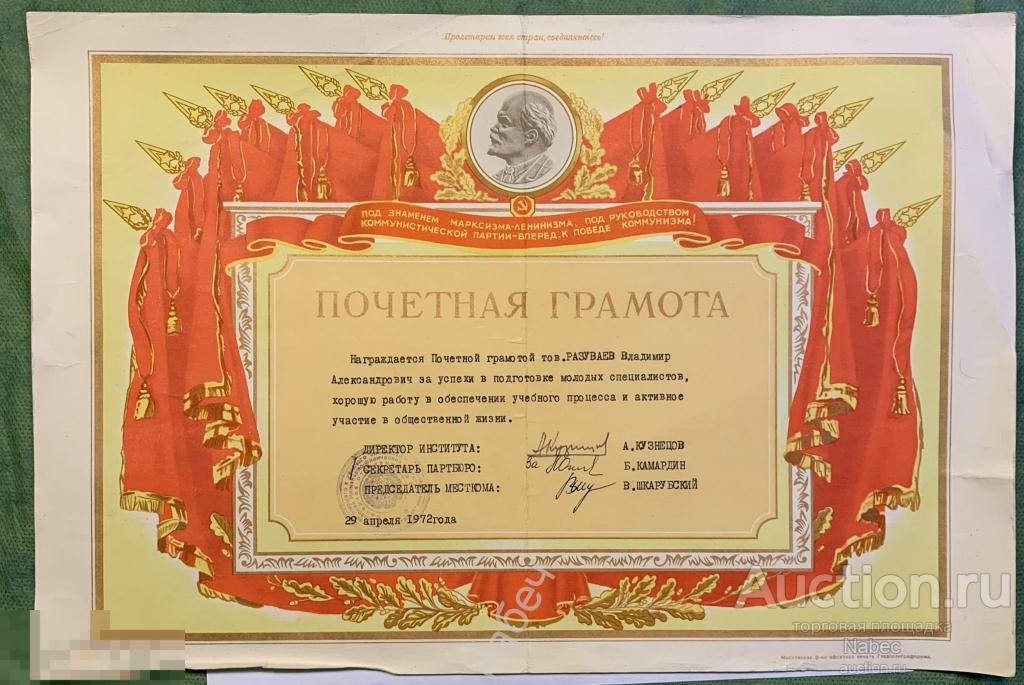 Пролетарии всех стран, соединяйтесь!
ПОД ЗНАМЕНЕМ МАРКСИЗМА-ЛЕНИНИЗМА, ПОД РУКОВОДСТВОМ
КОММУНИСТИЧЕСКОЙ ПАРТИИ–ВПЕРЕД, К ПОБЕДЕ КОММУНИЗМА!
ПОЧЕТНАЯ ГРАМОТА
Награждается Почетной грамотой тов.РАЗУВАЕВ Владимир
Александрович за успехи в подготовке молодых специалистов,
хорошую работу в обеспечении учебного процесса и активное
участие в общественной жизни.
ДИРЕКТОР ИНСТИТУТА: А.КУЗНЕЦОВ
СЕКРЕТАРЬ ПАРТБЮРО: За Б.КАМАРДИН
ПРЕДСЕДАТЕЛЬ МЕСТКОМА: В.ШКАРУБСКИЙ
29 апреля 1972года
Auction.ru
торговая площадка
Nabec
auction.ru